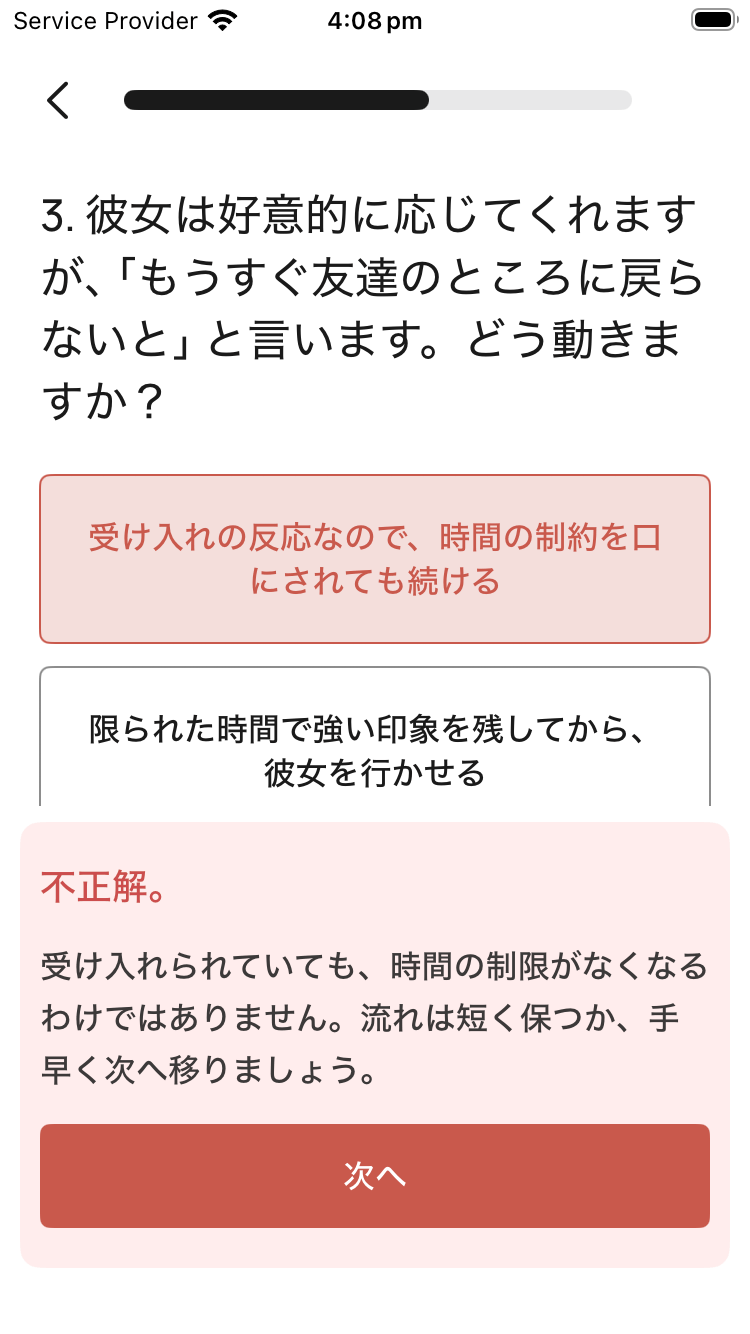 Service Provider 4:08 pm
3. 彼女は好意的に応じてくれます
が、「もうすぐ友達のところに戻ら
ないと」と言います。どう動きま
すか？
受け入れの反応なので、時間の制約を口
にされても続ける
限られた時間で強い印象を残してから、
彼女を行かせる
不正解。
受け入れられていても、時間の制限がなくなる
わけではありません。流れは短く保つか、手
早く次へ移りましょう。
次へ